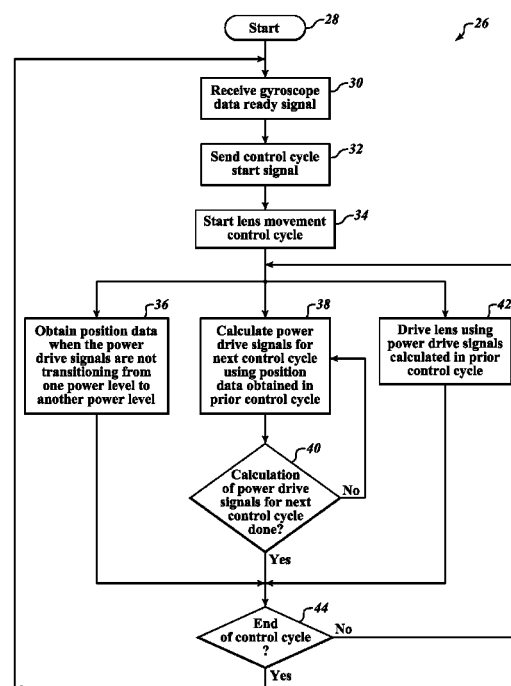 Start
28
26
Receive gyroscope
data ready signal
30
Send control cycle
start signal
32
Start lens movement
control cycle
34
36
Obtain position data
when the power
drive signals are not
transitioning from
one power level to
another power level
38
Calculate power
drive signals for
next control cycle
using position
data obtained in
prior control cycle
42
Drive lens using
power drive signals
calculated in prior
control cycle
40
Calculation
of power drive
signals for next
control cycle
done?
No
Yes
44
End
of control cycle
?
No
Yes